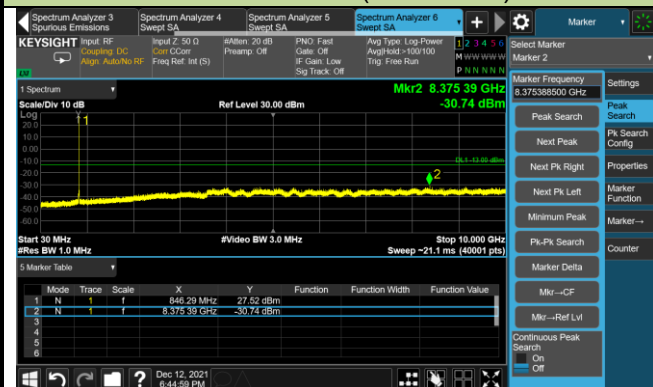 Spectrum Analyzer 3
Spurious Emissions
Spectrum Analyzer 4
Swept SA
Spectrum Analyzer 5
Swept SA
Spectrum Analyzer 6
Swept SA
Marker
KEYSIGHT
Input: RF
Coupling: DC
Align: Auto/No RF
Input Z: 50 Ω
Corr CCorr
Freq Ref: Int (S)
#Atten: 20 dB
Preamp: Off
PNO: Fast
Gate: Off
IF Gain: Low
Sig Track: Off
Avg Type: Log-Power
Avg|Hold:>100/100
Trig: Free Run
1 2 3 4 5 6
M W W W W W
P N N N N N
Select Marker
Marker 2
1 Spectrum
Scale/Div 10 dB
Ref Level 30.00 dBm
Mkr2 8.375 39 GHz
-30.74 dBm
Log
20.0
10.0
0.00
-10.0
-20.0
-30.0
-40.0
-50.0
-60.0
1
DL1 -13.00 dBm
2
Start 30 MHz
#Res BW 1.0 MHz
#Video BW 3.0 MHz
Stop 10.000 GHz
Sweep ~21.1 ms (40001 pts)
5 Marker Table
Mode Trace Scale X Y Function Function Width Function Value
1 N 1 f 846.29 MHz 27.52 dBm
2 N 1 f 8.375 39 GHz -30.74 dBm
3
4
5
6
Marker Frequency
8.375388500 GHz
Peak Search
Next Peak
Next Pk Right
Next Pk Left
Minimum Peak
Pk-Pk Search
Marker Delta
Mkr→CF
Mkr→Ref Lvl
Continuous Peak
Search
On
Off
Settings
Peak
Search
Pk Search
Config
Properties
Marker
Function
Marker→
Counter
?
Dec 12, 2021
6:44:59 PM